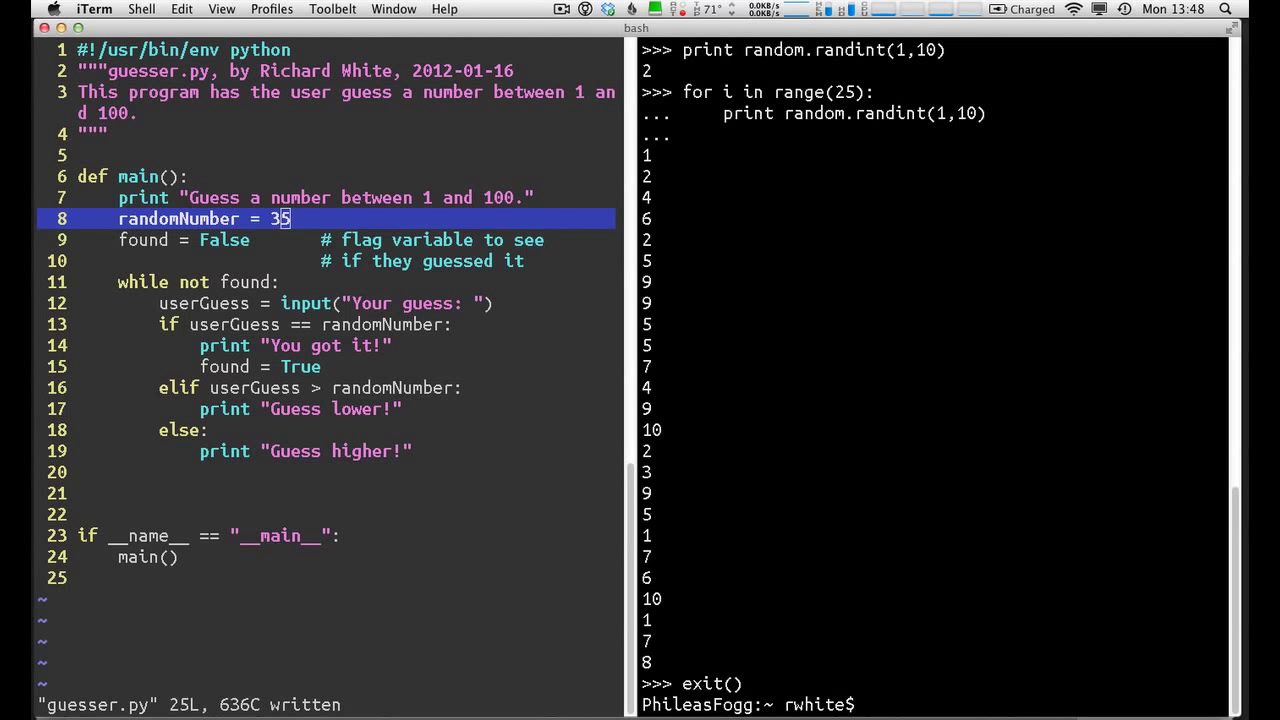 iTerm Shell Edit View Profiles Toolbelt Window Help 71° 0.0KB/s 0.0KB/s Charged Mon 13:48
bash
1 #!/usr/bin/env python
2 """guesser.py, by Richard White, 2012-01-16
3 This program has the user guess a number between 1 an
d 100.
4 """
5
6 def main():
7     print "Guess a number between 1 and 100."
8     randomNumber = 35
9     found = False       # flag variable to see
10                         # if they guessed it
11     while not found:
12         userGuess = input("Your guess: ")
13         if userGuess == randomNumber:
14             print "You got it!"
15             found = True
16         elif userGuess > randomNumber:
17             print "Guess lower!"
18         else:
19             print "Guess higher!"
20
21
22
23 if __name__ == "__main__":
24     main()
25
~
~
~
~
~
"guesser.py" 25L, 636C written
>>> print random.randint(1,10)
2
>>> for i in range(25):
...     print random.randint(1,10)
...
1
2
4
6
2
5
9
9
5
5
7
4
9
10
2
3
9
5
1
7
6
10
1
7
8
>>> exit()
PhileasFogg:~ rwhite$